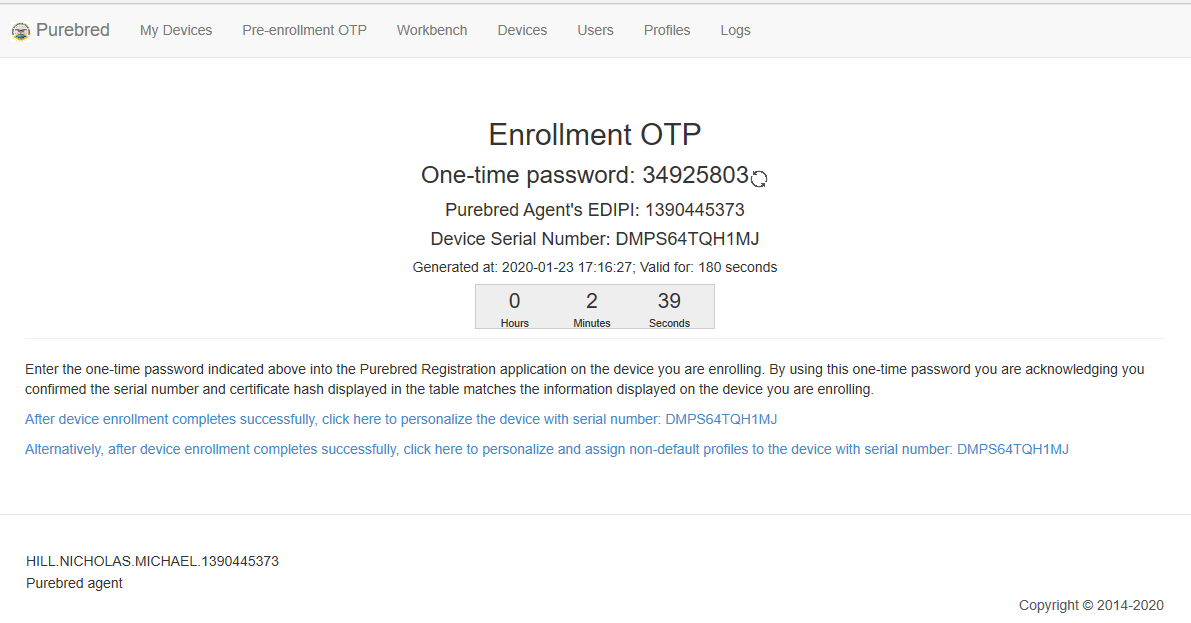 Purebred My Devices Pre-enrollment OTP Workbench Devices Users Profiles Logs
Enrollment OTP
One-time password: 34925803
Purebred Agent's EDIPI: 1390445373
Device Serial Number: DMPS64TQH1MJ
Generated at: 2020-01-23 17:16:27; Valid for: 180 seconds
0 2 39
Hours Minutes Seconds
Enter the one-time password indicated above into the Purebred Registration application on the device you are enrolling. By using this one-time password you are acknowledging you
confirmed the serial number and certificate hash displayed in the table matches the information displayed on the device you are enrolling.
After device enrollment completes successfully, click here to personalize the device with serial number: DMPS64TQH1MJ
Alternatively, after device enrollment completes successfully, click here to personalize and assign non-default profiles to the device with serial number: DMPS64TQH1MJ
HILL.NICHOLAS.MICHAEL.1390445373
Purebred agent
Copyright © 2014-2020